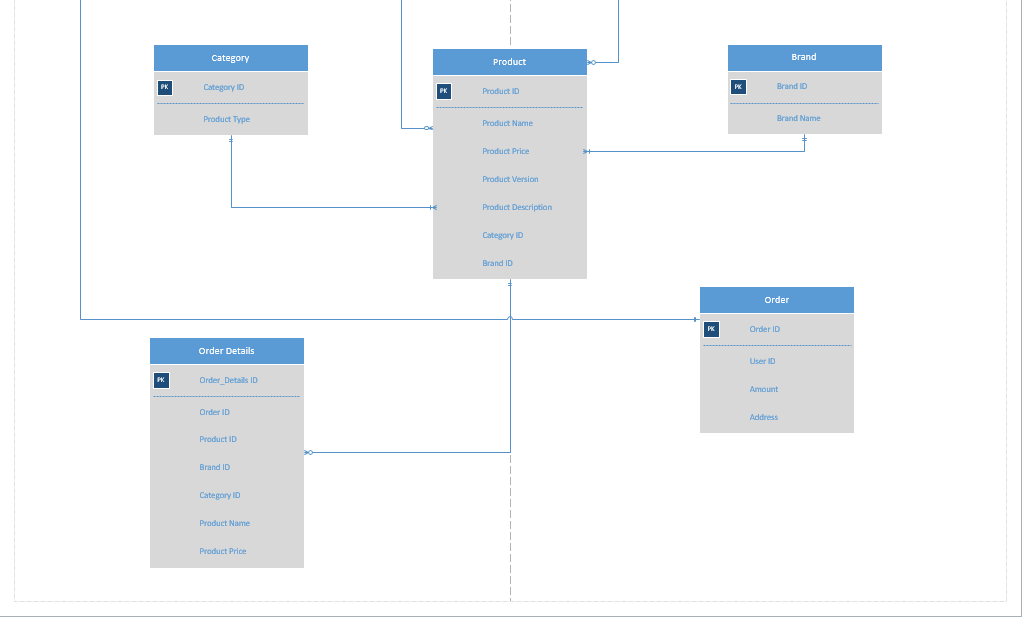 Category
PK Category ID
Product Type
Product
PK Product ID
Product Name
Product Price
Product Version
Product Description
Category ID
Brand ID
Brand
PK Brand ID
Brand Name
Order
PK Order ID
User ID
Amount
Address
Order Details
PK Order_Details ID
Order ID
Product ID
Brand ID
Category ID
Product Name
Product Price